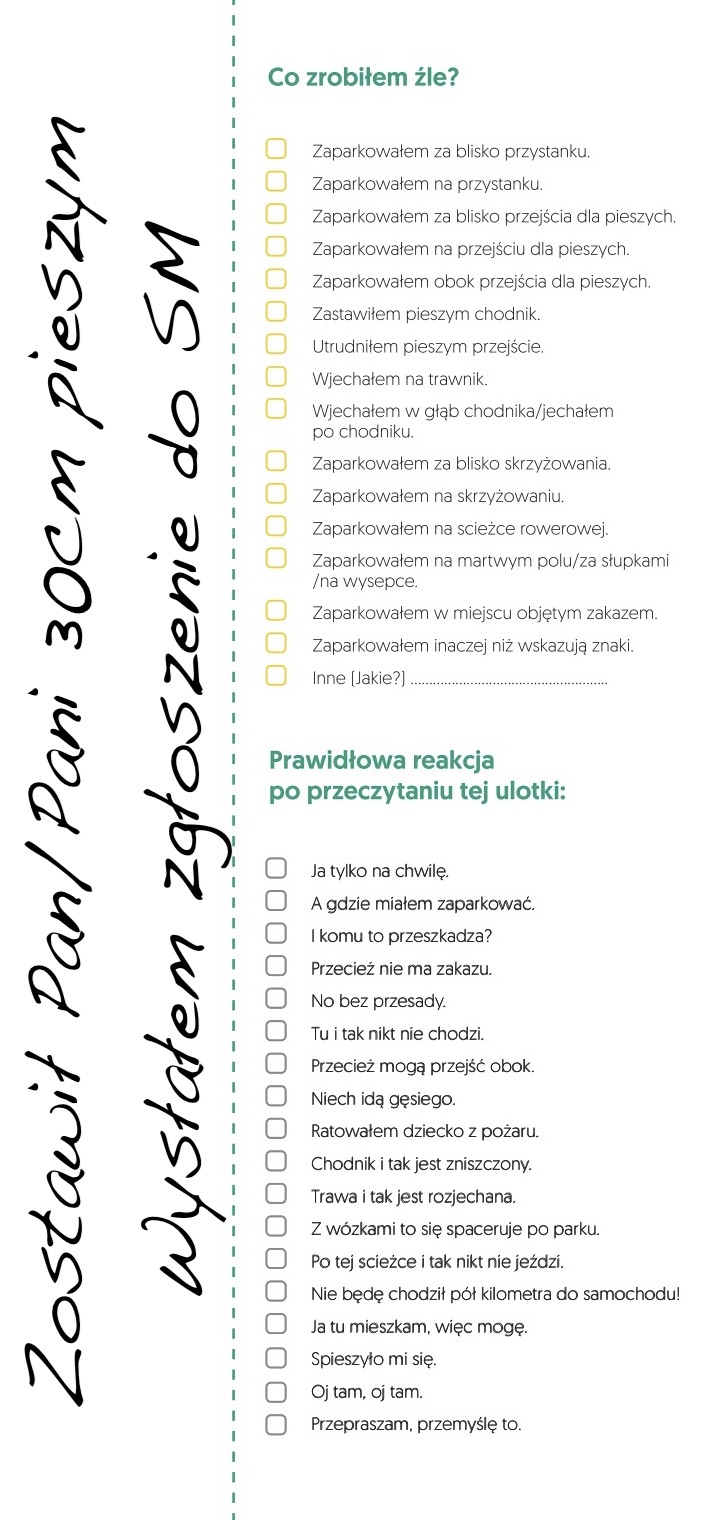 Zostawił Pan/Pani 30cm pieszym
Wysłałem zgłoszenie do SM
Co zrobiłem źle?
Zaparkowałem za blisko przystanku.
Zaparkowałem na przystanku.
Zaparkowałem za blisko przejścia dla pieszych.
Zaparkowałem na przejściu dla pieszych.
Zaparkowałem obok przejścia dla pieszych.
Zastawiłem pieszym chodnik.
Utrudniłem pieszym przejście.
Wjechałem na trawnik.
Wjechałem w głąb chodnika/jechałem
po chodniku.
Zaparkowałem za blisko skrzyżowania.
Zaparkowałem na skrzyżowaniu.
Zaparkowałem na scieżce rowerowej.
Zaparkowałem na martwym polu/za słupkami
/na wysepce.
Zaparkowałem w miejscu objętym zakazem.
Zaparkowałem inaczej niż wskazują znaki.
Inne (Jakie?) .....................................................
Prawidłowa reakcja
po przeczytaniu tej ulotki:
Ja tylko na chwilę.
A gdzie miałem zaparkować.
I komu to przeszkadza?
Przecież nie ma zakazu.
No bez przesady.
Tu i tak nikt nie chodzi.
Przecież mogą przejść obok.
Niech idą gęsiego.
Ratowałem dziecko z pożaru.
Chodnik i tak jest zniszczony.
Trawa i tak jest rozjechana.
Z wózkami to się spaceruje po parku.
Po tej scieżce i tak nikt nie jeździ.
Nie będę chodził pół kilometra do samochodu!
Ja tu mieszkam, więc mogę.
Spieszyło mi się.
Oj tam, oj tam.
Przepraszam, przemyślę to.